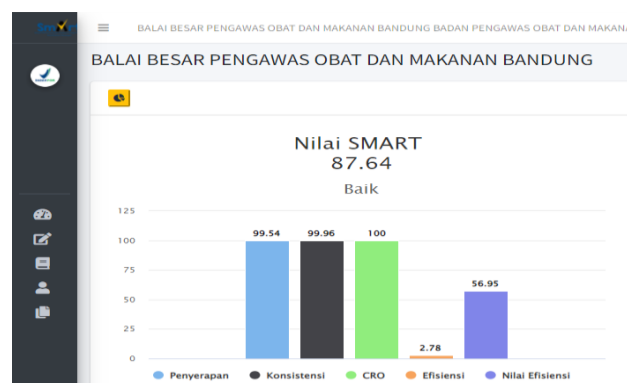 BALAI BESAR PENGAWAS OBAT DAN MAKANAN BANDUNG BADAN PENGAWAS OBAT DAN MAKAN
BALAI BESAR PENGAWAS OBAT DAN MAKANAN BANDUNG
Nilai SMART
87.64
Baik
125
100
75
50
25
0
99.54
99.96
100
2.78
56.95
Penyerapan
Konsistensi
CRO
Efisiensi
Nilai Efisiensi